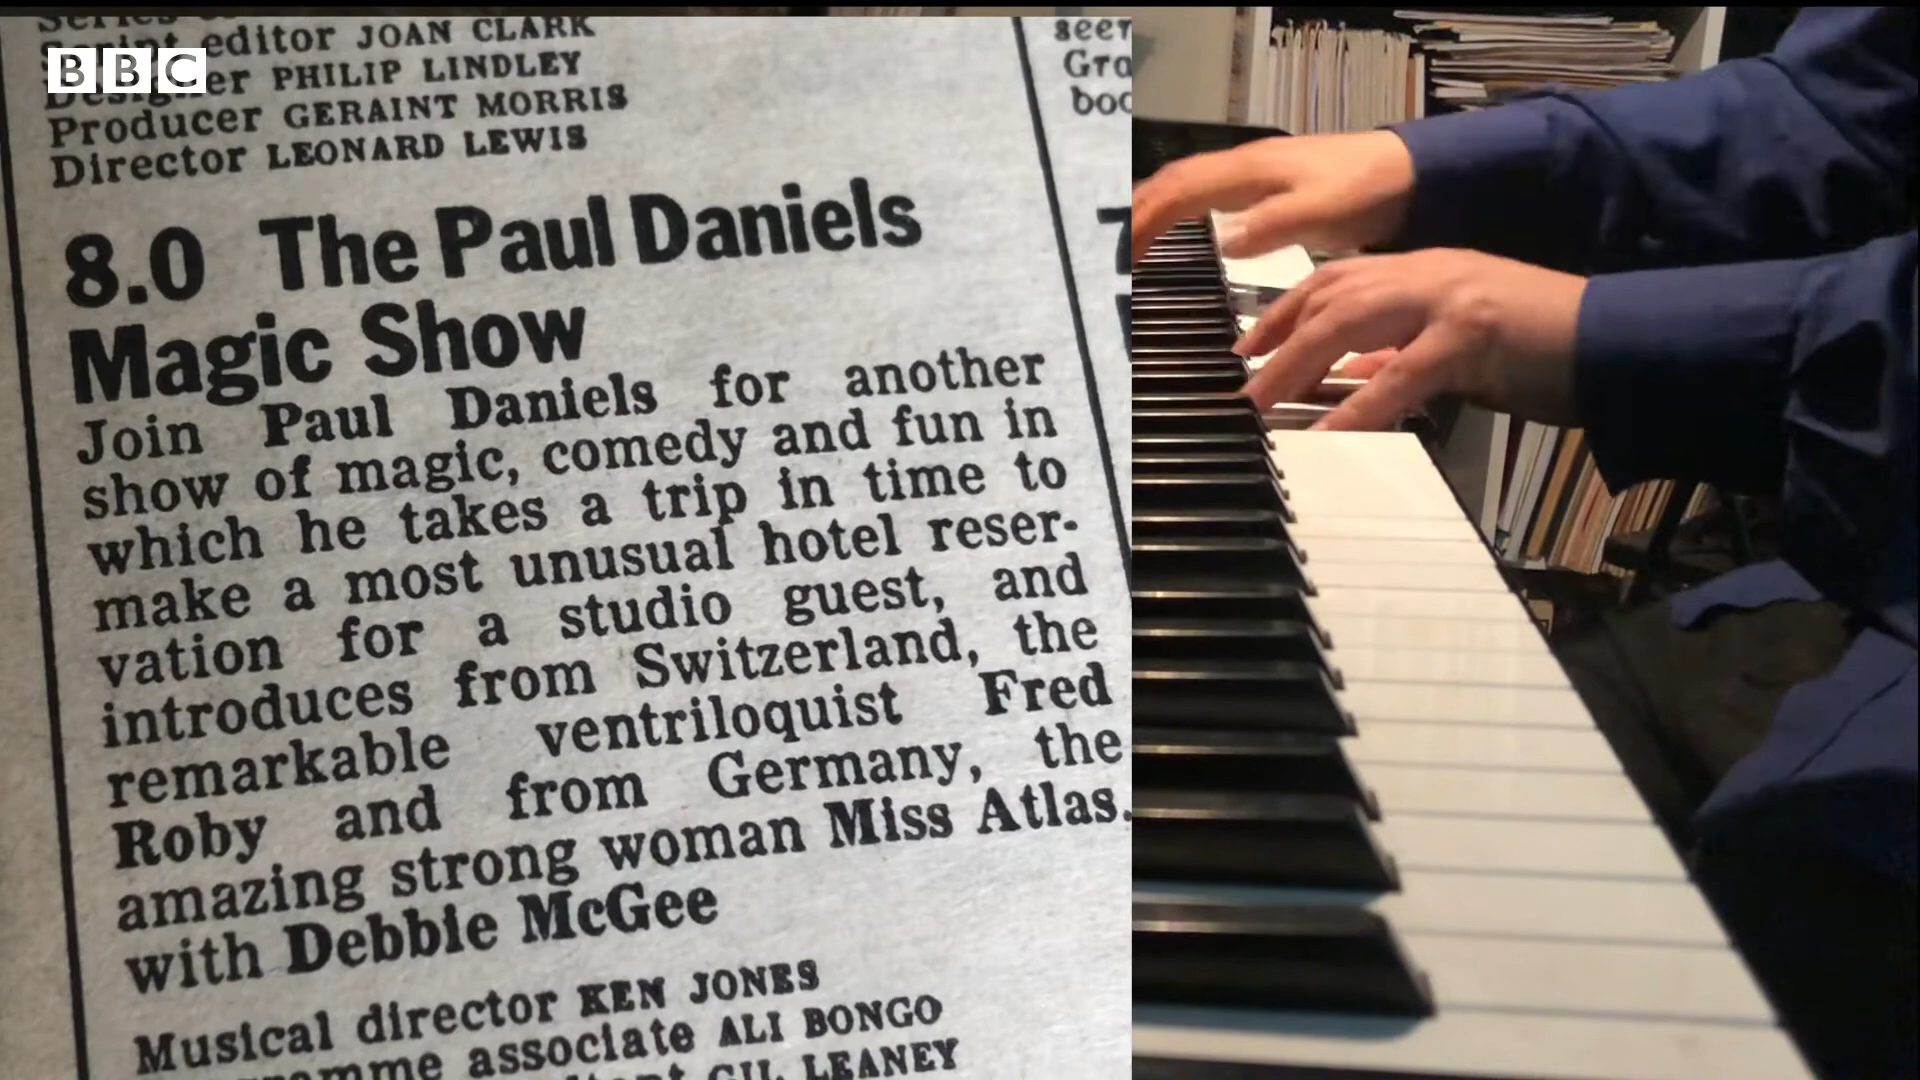 BBC
editor JOAN CLARK
Designer PHILIP LINDLEY
Producer GERAINT MORRIS
Director LEONARD LEWIS
8.0 The Paul Daniels
Magic Show
Join Paul Daniels for another
show of magic, comedy and fun in
which he takes a trip in time to
make a most unusual hotel reser-
vation for a studio guest, and
introduces from Switzerland, the
remarkable ventriloquist Fred
Roby and from Germany, the
amazing strong woman Miss Atlas.
with Debbie McGee
Musical director KEN JONES
associate ALI BONGO
GIL LEANEY